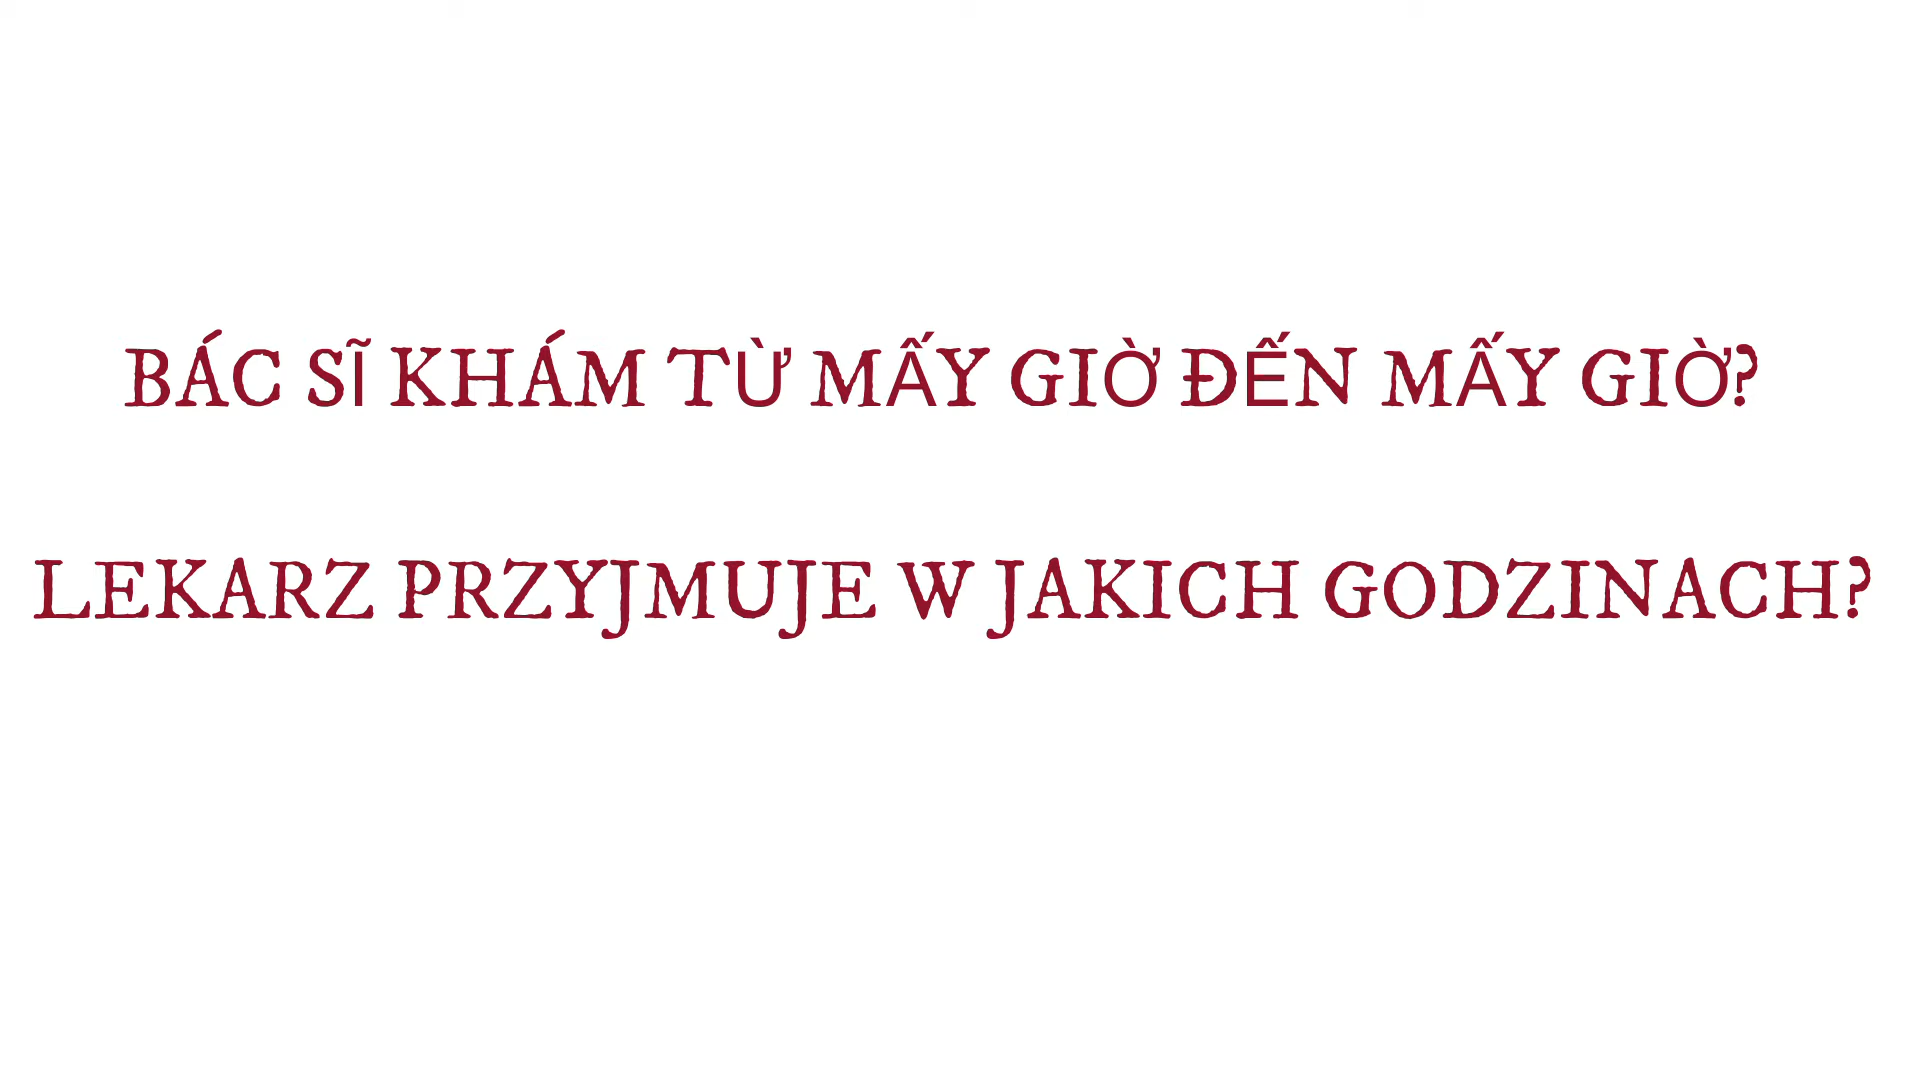 BÁC SĨ KHÁM TỪ MẤY GIỜ ĐẾN MẤY GIỜ?
LEKARZ PRZYJMUJE W JAKICH GODZINACH?